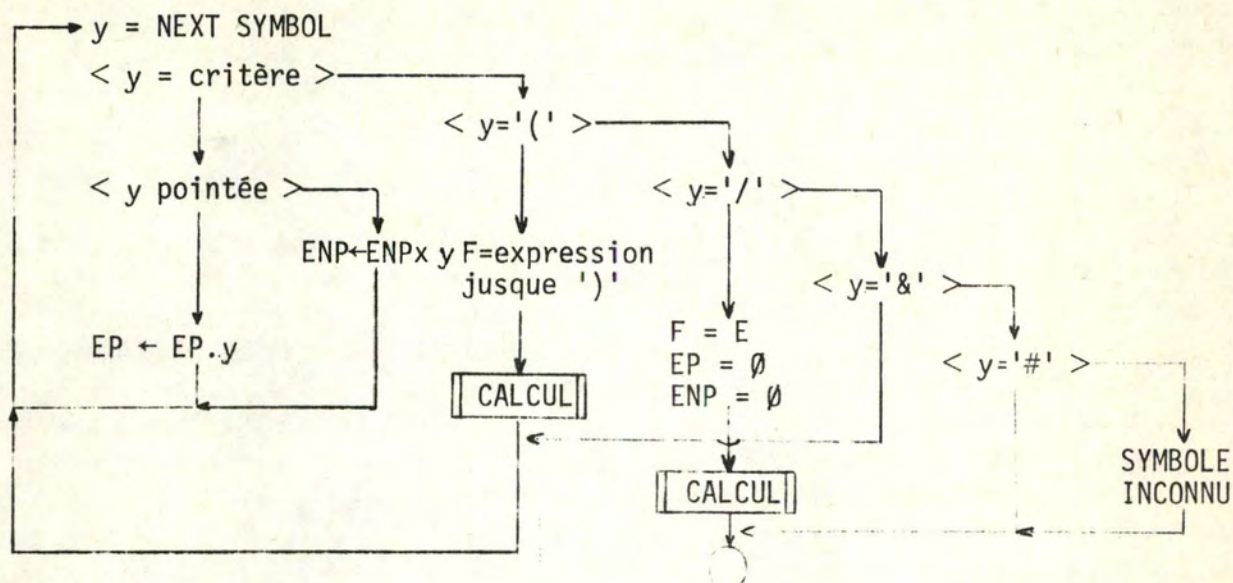 y = NEXT SYMBOL
< y = critère >
< y='(' >
< y pointée >
< y='/' >
ENP←ENPx y
F=expression
jusque ')'
< y='&' >
EP ← EP.y
F = E
EP = Ø
ENP = Ø
< y='#' >
CALCUL
SYMBOLE
INCONNU
CALCUL